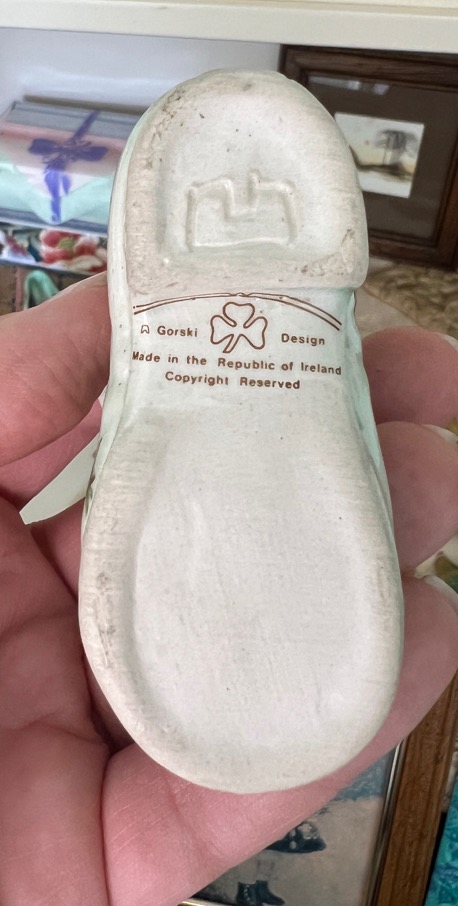 Gorski Design
Made in the Republic of Ireland
Copyright Reserved